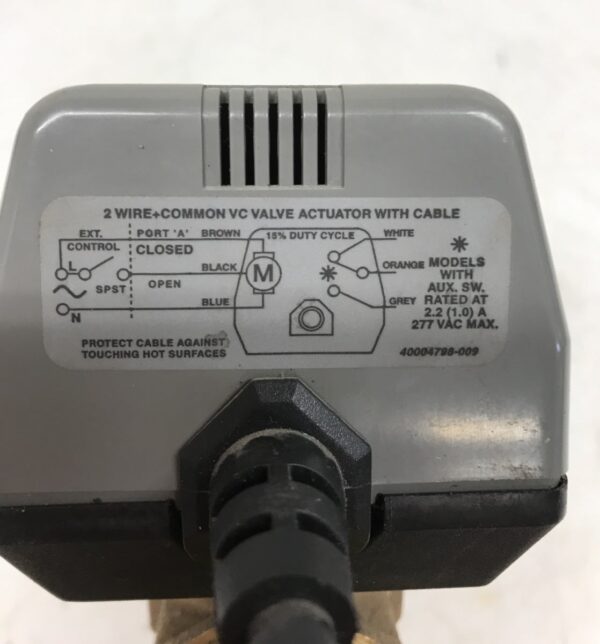 2 WIRE+COMMON VC VALVE ACTUATOR WITH CABLE
EXT.
CONTROL
PORT 'A'
CLOSED
BROWN
15% DUTY CYCLE
WHITE
L
SPST
OPEN
BLACK
M
*
ORANGE
~
N
BLUE
GREY
*
MODELS
WITH
AUX. SW.
RATED AT
2.2 (1.0) A
277 VAC MAX.
PROTECT CABLE AGAINST
TOUCHING HOT SURFACES
40004798-009